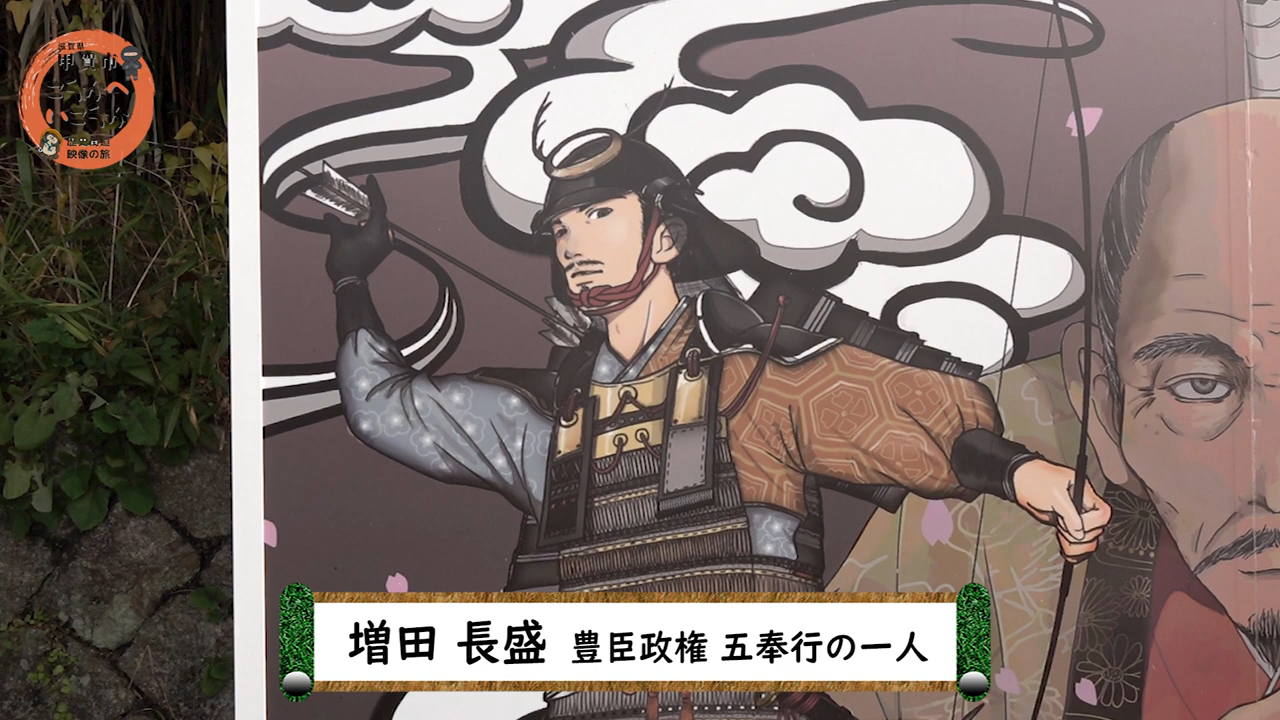 滋賀県
甲賀市
映像の旅
増田 長盛 豊臣政権 五奉行の一人